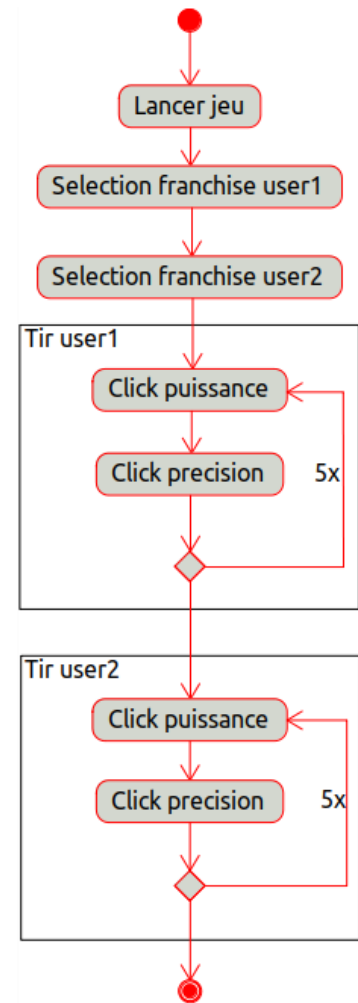 Lancer jeu
Selection franchise user1
Selection franchise user2
Tir user1
Click puissance
Click precision
5x
Tir user2
Click puissance
Click precision
5x